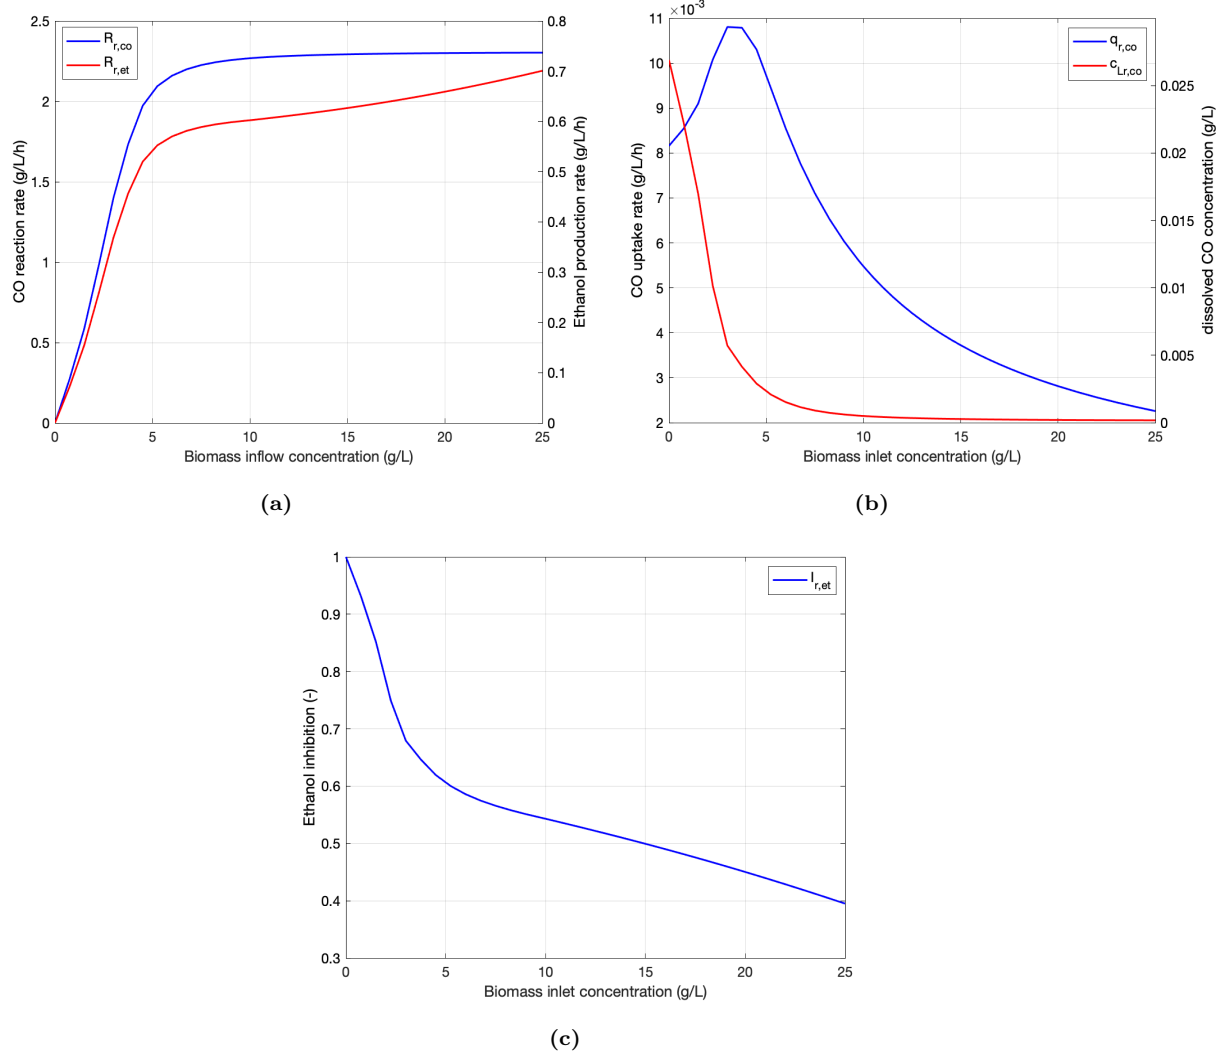 2.5
2
1.5
1
0.5
0
0.8
0.7
0.6
0.5
0.4
0.3
0.2
0.1
0
R_r,co
R_r,et
CO reaction rate (g/L/h)
Ethanol production rate (g/L/h)
0 5 10 15 20 25
Biomass inflow concentration (g/L)
(a)
×10^-3
11
10
9
8
7
6
5
4
3
2
0.025
0.02
0.015
0.01
0.005
0
q_r,co
c_Lr,co
CO uptake rate (g/L/h)
dissolved CO concentration (g/L)
0 5 10 15 20 25
Biomass inlet concentration (g/L)
(b)
1
0.9
0.8
0.7
0.6
0.5
0.4
0.3
I_r,et
Ethanol inhibition (-)
0 5 10 15 20 25
Biomass inlet concentration (g/L)
(c)